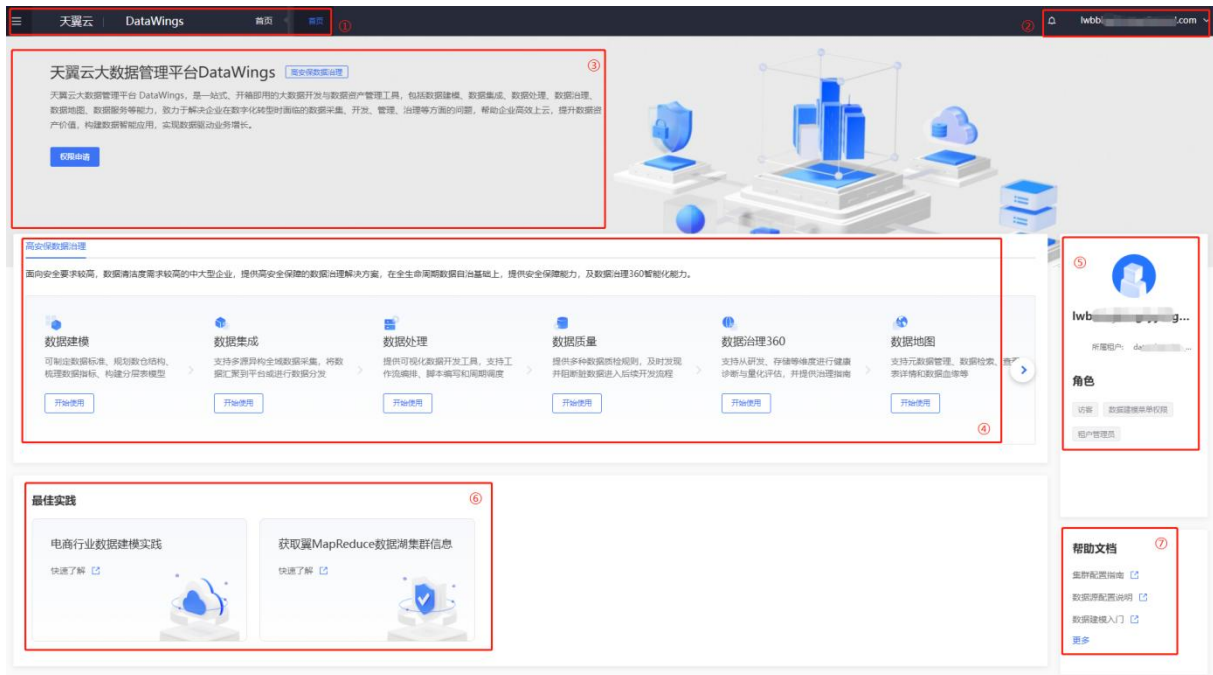 天翼云 | DataWings 首页 首页 ①
② lwbb .com
天翼云大数据管理平台DataWings 高安保数据治理 ③
天翼云大数据管理平台 DataWings，是一站式、开箱即用的大数据开发与数据资产管理工具，包括数据建模、数据集成、数据处理、数据治理、
数据地图、数据服务等能力，致力于解决企业在数字化转型时面临的数据采集、开发、管理、治理等方面的问题，帮助企业高效上云，提升数据资
产价值，构建数据智能应用，实现数据驱动业务增长。
权限申请
高安保数据治理
面向安全要求较高，数据清洁度需求较高的中大型企业，提供高安全保障的数据治理解决方案，在全生命周期数据自治基础上，提供安全保障能力，及数据治理360智能化能力。
数据建模
可制定数据标准、规划数仓结构、
梳理数据指标、构建分层表模型
开始使用
数据集成
支持多源异构全域数据采集，将数
据汇聚到平台或进行数据分发
开始使用
数据处理
提供可视化数据开发工具，支持工
作流编排、脚本编写和周期调度
开始使用
数据质量
提供多种数据质检规则，及时发现
并阻断脏数据进入后续开发流程
开始使用
数据治理360
支持从研发、存储等维度进行健康
诊断与量化评估，并提供治理指南
开始使用
数据地图
支持元数据管理、数据检索、查看
表详情和数据血缘等
开始使用
④
⑤
lwb g...
所属租户: da ...
角色
访客 数据建模菜单权限
租户管理员
最佳实践 ⑥
电商行业数据建模实践
快速了解
获取翼MapReduce数据湖集群信息
快速了解
帮助文档 ⑦
集群配置指南
数据源配置说明
数据建模入门
更多